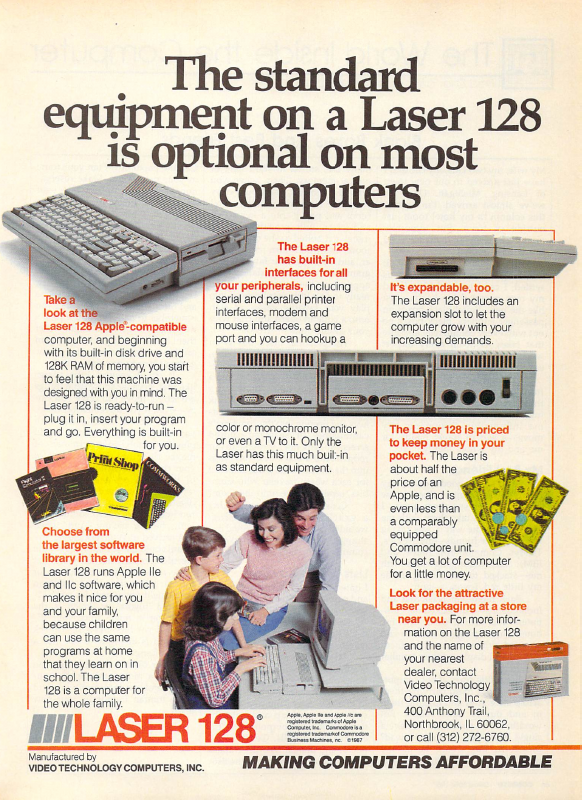 The standard
equipment on a Laser 128
is optional on most
computers
Take a
look at the
Laser 128 Apple®-compatible
computer, and beginning
with its built-in disk drive and
128K RAM of memory, you start
to feel that this machine was
designed with you in mind. The
Laser 128 is ready-to-run –
plug it in, insert your program
and go. Everything is built-in
for you.
Print Shop
COMMWORKS
Choose from
the largest software
library in the world. The
Laser 128 runs Apple IIe
and IIc software, which
makes it nice for you
and your family,
because children
can use the same
programs at home
that they learn on in
school. The Laser
128 is a computer for
the whole family.
The Laser 128
has built-in
interfaces for all
your peripherals, including
serial and parallel printer
interfaces, modem and
mouse interfaces, a game
port and you can hookup a
color or monochrome monitor,
or even a TV to it. Only the
Laser has this much built-in
as standard equipment.
It's expandable, too.
The Laser 128 includes an
expansion slot to let the
computer grow with your
increasing demands.
The Laser 128 is priced
to keep money in your
pocket. The Laser is
about half the
price of an
Apple, and is
even less than
a comparably
equipped
Commodore unit.
You get a lot of computer
for a little money.
Look for the attractive
Laser packaging at a store
near you. For more infor-
mation on the Laser 128
and the name of
your nearest
dealer, contact
Video Technology
Computers, Inc.,
400 Anthony Trail,
Northbrook, IL 60062,
or call (312) 272-6760.
LASER 128®
Apple, Apple IIe and Apple IIc are
registered trademarks of Apple
Computer, Inc. Commodore is a
registered trademark of Commodore
Business Machines, Inc. ©1987
Manufactured by
VIDEO TECHNOLOGY COMPUTERS, INC.
MAKING COMPUTERS AFFORDABLE